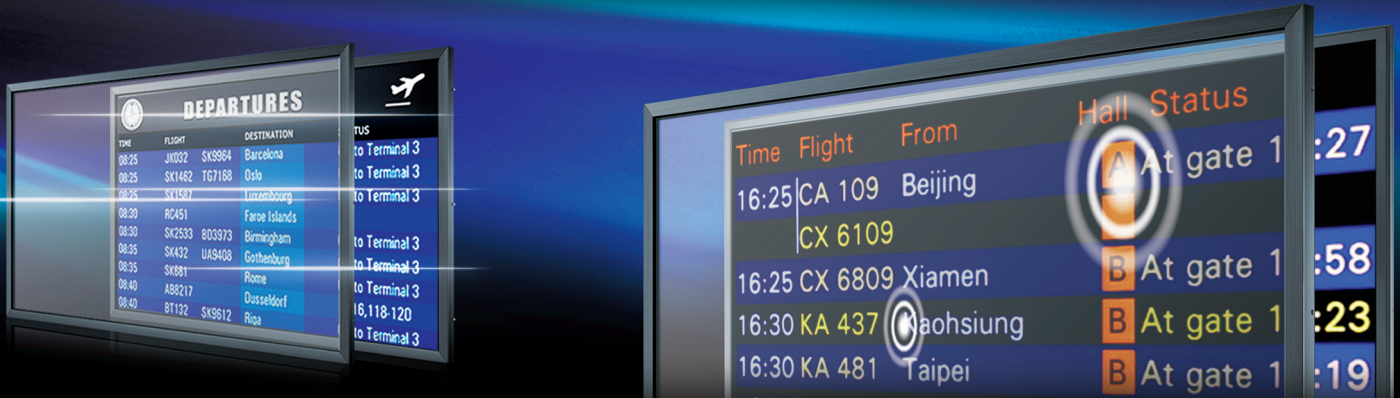 DEPARTURES
TIME FLIGHT DESTINATION TUS
08:25 JK032 SK9964 Barcelona to Terminal 3
08:25 SK1462 TG7168 Oslo to Terminal 3
08:25 SK1587 Luxembourg to Terminal 3
08:30 RC451 Faroe Islands
08:30 SK2533 BD3973 Birmingham to Terminal 3
08:35 SK432 UA9408 Gothenburg to Terminal 3
08:35 SK681 Rome to Terminal 3
08:40 AB8217 Dusseldorf 16,118-120
08:40 BT132 SK9612 Riga to Terminal 3
Time Flight From Hall Status
16:25 CA 109 Beijing A At gate 1 :27
CX 6109
16:25 CX 6809 Xiamen B At gate 1 :58
16:30 KA 437 Kaohsiung B At gate 1 :23
16:30 KA 481 Taipei B At gate 1 :19